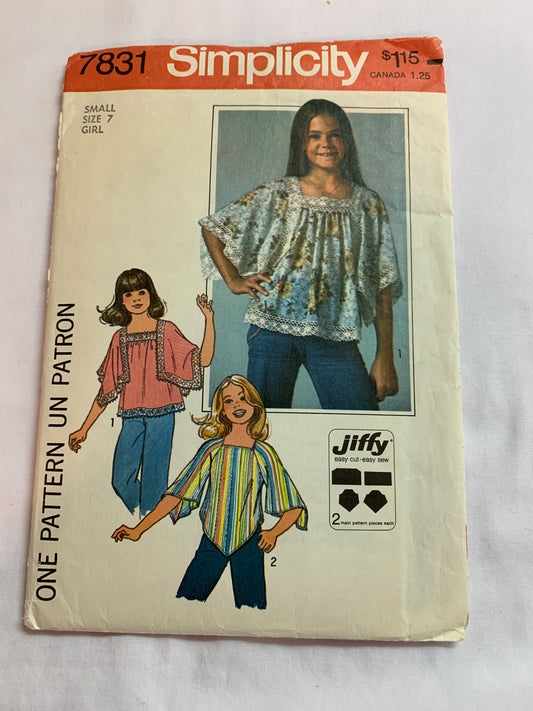 7831 Simplicity $1.15
CANADA 1.25
SMALL
SIZE 7
GIRL
1
ONE PATTERN UN PATRON
1
2
jiffy®
easy cut·easy sew
2 main pattern pieces each